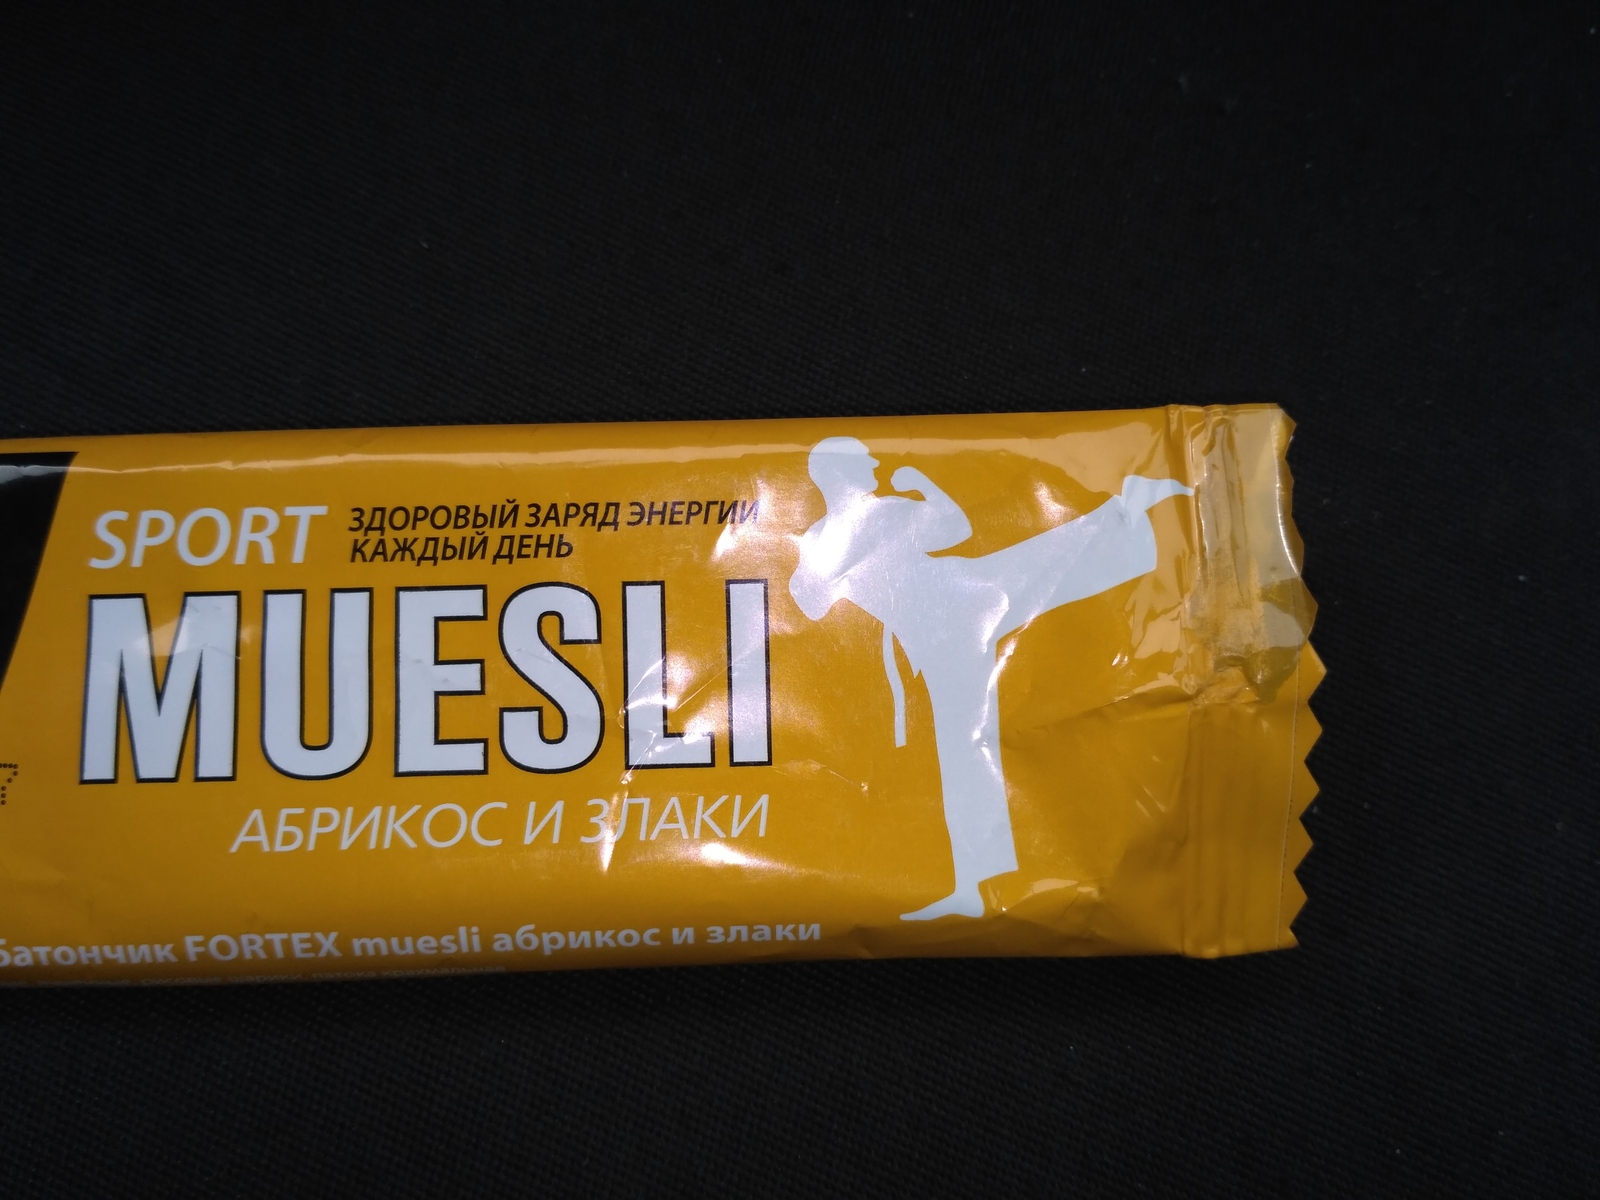 SPORT
ЗДОРОВЫЙ ЗАРЯД ЭНЕРГИИ
КАЖДЫЙ ДЕНЬ
MUESLI
АБРИКОС И ЗЛАКИ
батончик FORTEX muesli абрикос и злаки